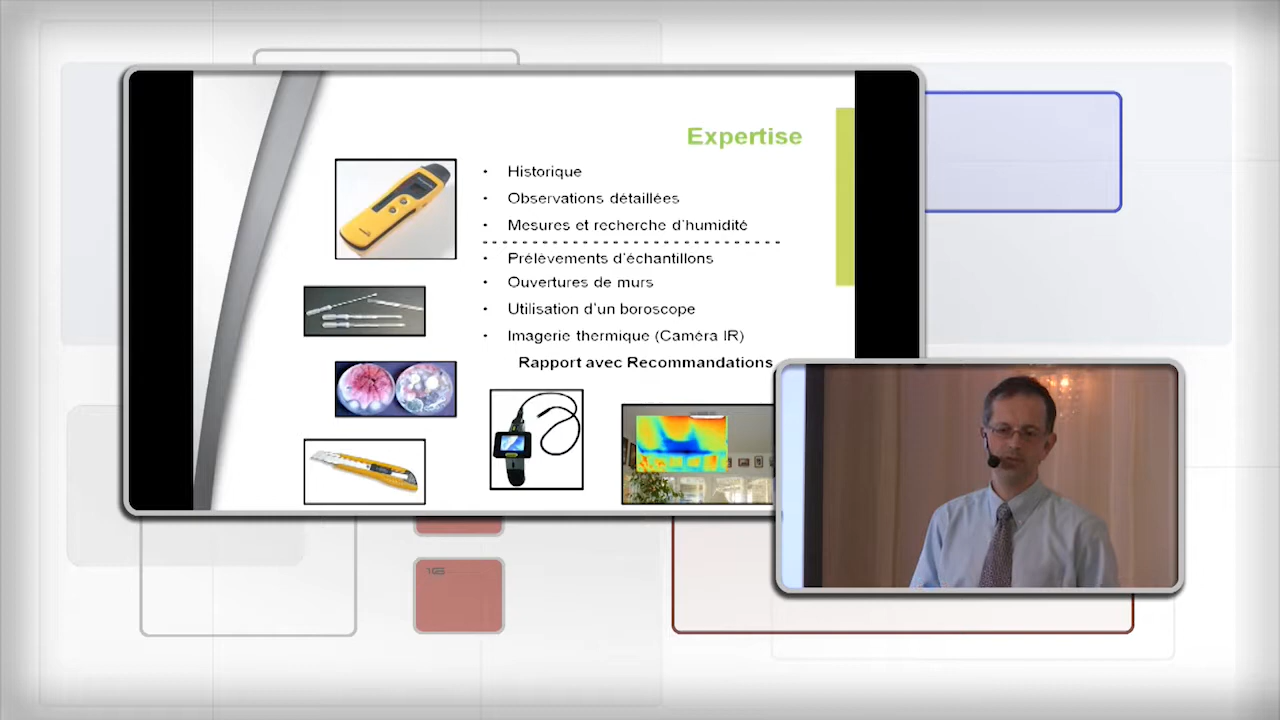 Expertise
• Historique
• Observations détaillées
• Mesures et recherche d'humidité
• Prélèvements d'échantillons
• Ouvertures de murs
• Utilisation d'un boroscope
• Imagerie thermique (Caméra IR)
Rapport avec Recommandations
16